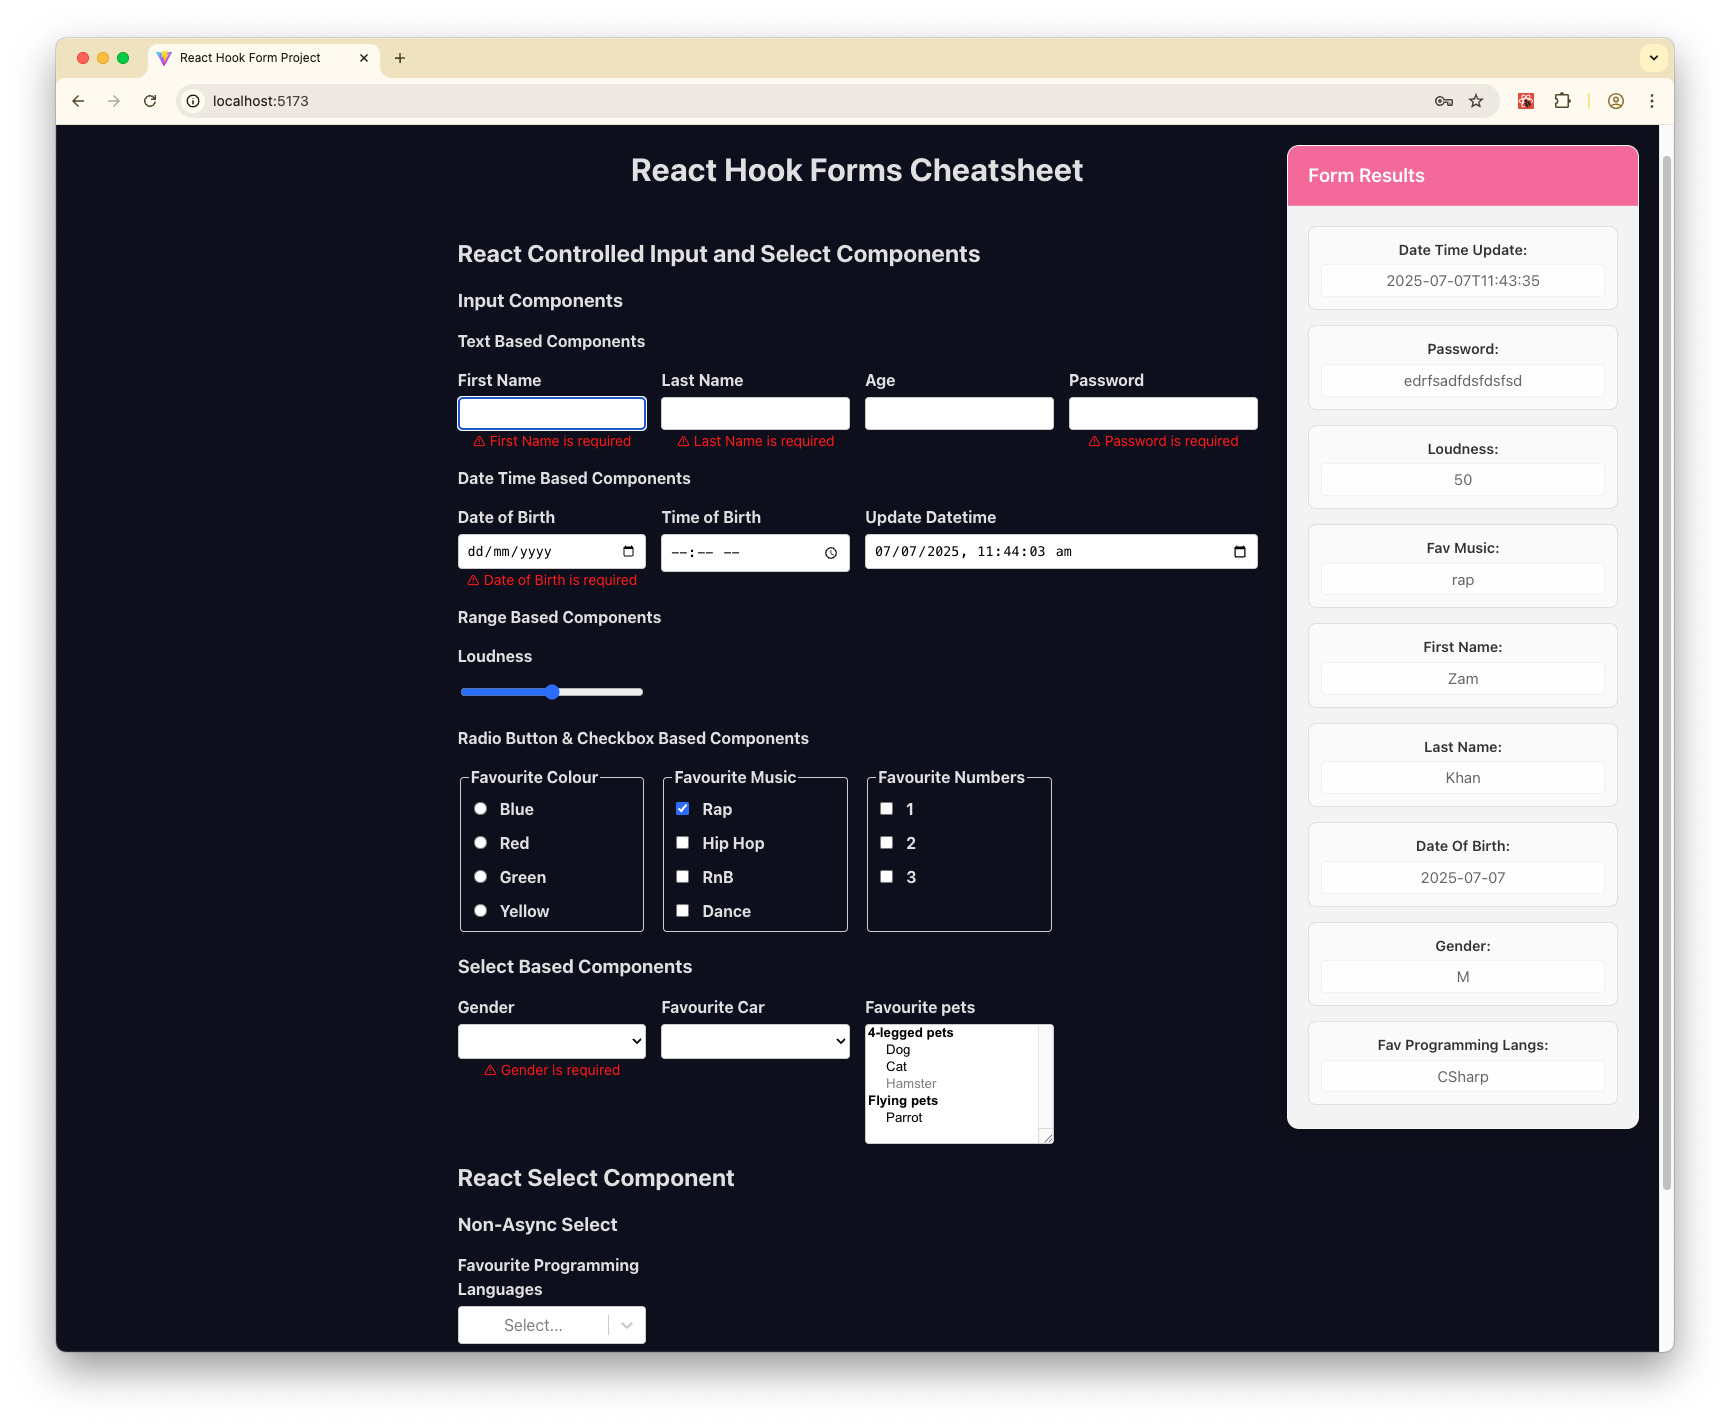 React Hook Form Project
localhost:5173
React Hook Forms Cheatsheet
React Controlled Input and Select Components
Input Components
Text Based Components
First Name Last Name Age Password
⚠ First Name is required ⚠ Last Name is required ⚠ Password is required
Date Time Based Components
Date of Birth Time of Birth Update Datetime
dd/mm/yyyy --:-- -- 07/07/2025, 11:44:03 am
⚠ Date of Birth is required
Range Based Components
Loudness
Radio Button & Checkbox Based Components
Favourite Colour
Blue
Red
Green
Yellow
Favourite Music
Rap
Hip Hop
RnB
Dance
Favourite Numbers
1
2
3
Select Based Components
Gender Favourite Car Favourite pets
⚠ Gender is required
4-legged pets
Dog
Cat
Hamster
Flying pets
Parrot
React Select Component
Non-Async Select
Favourite Programming
Languages
Select...
Form Results
Date Time Update:
2025-07-07T11:43:35
Password:
edrfsadfdsfdsfsd
Loudness:
50
Fav Music:
rap
First Name:
Zam
Last Name:
Khan
Date Of Birth:
2025-07-07
Gender:
M
Fav Programming Langs:
CSharp